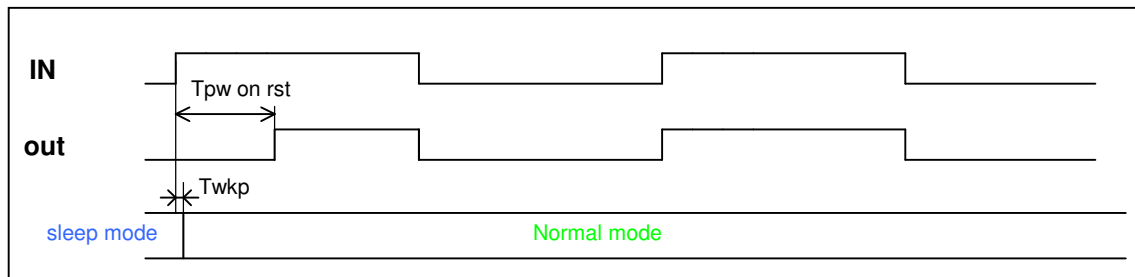 IN
Tpw on rst
out
Twkp
sleep mode
Normal mode